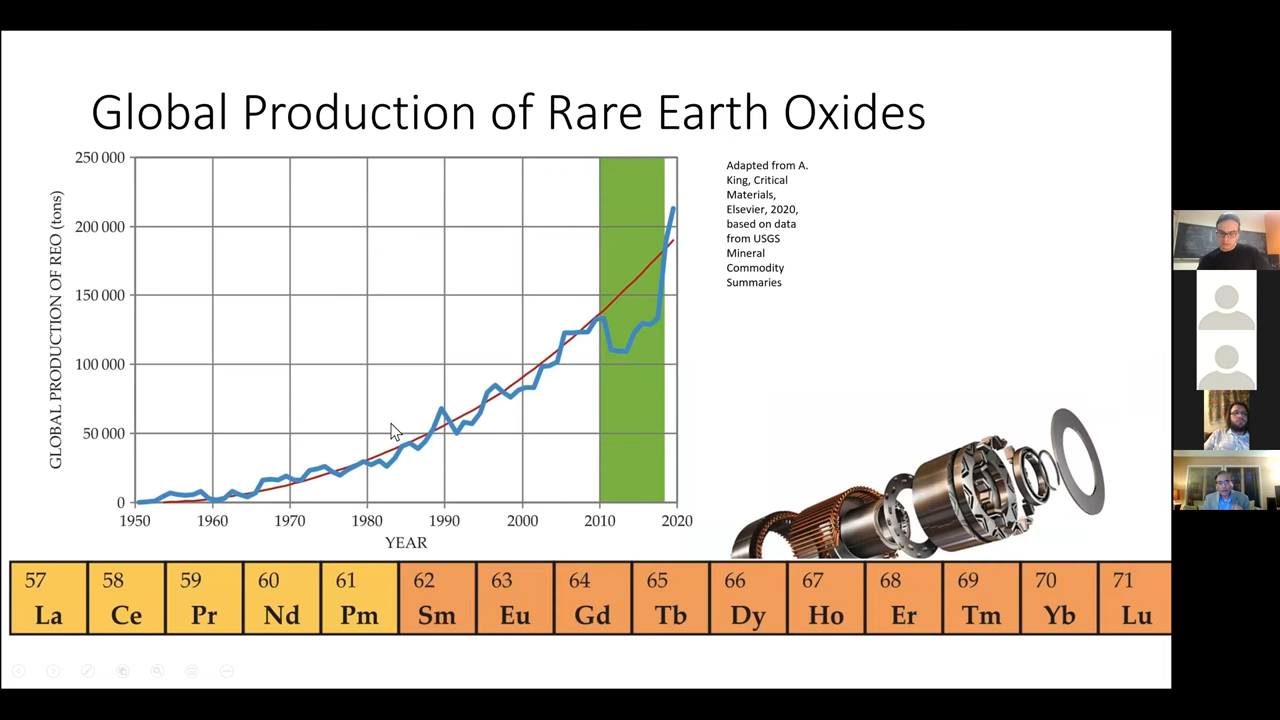 Global Production of Rare Earth Oxides
GLOBAL PRODUCTION OF REO (tons)
250 000
200 000
150 000
100 000
50 000
0
1950 1960 1970 1980 1990 2000 2010 2020
YEAR
Adapted from A.
King, Critical
Materials,
Elsevier, 2020,
based on data
from USGS
Mineral
Commodity
Summaries
57 58 59 60 61 62 63 64 65 66 67 68 69 70 71
La Ce Pr Nd Pm Sm Eu Gd Tb Dy Ho Er Tm Yb Lu